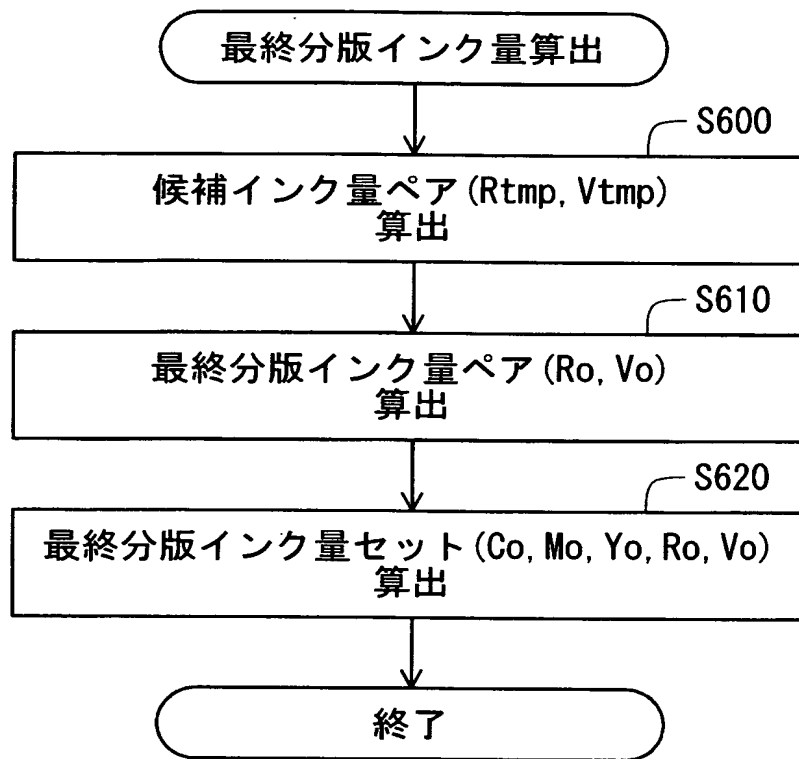 最終分版インク量算出
S600
候補インク量ペア(Rtmp, Vtmp)
算出
S610
最終分版インク量ペア(Ro, Vo)
算出
S620
最終分版インク量セット(Co, Mo, Yo, Ro, Vo)
算出
終了